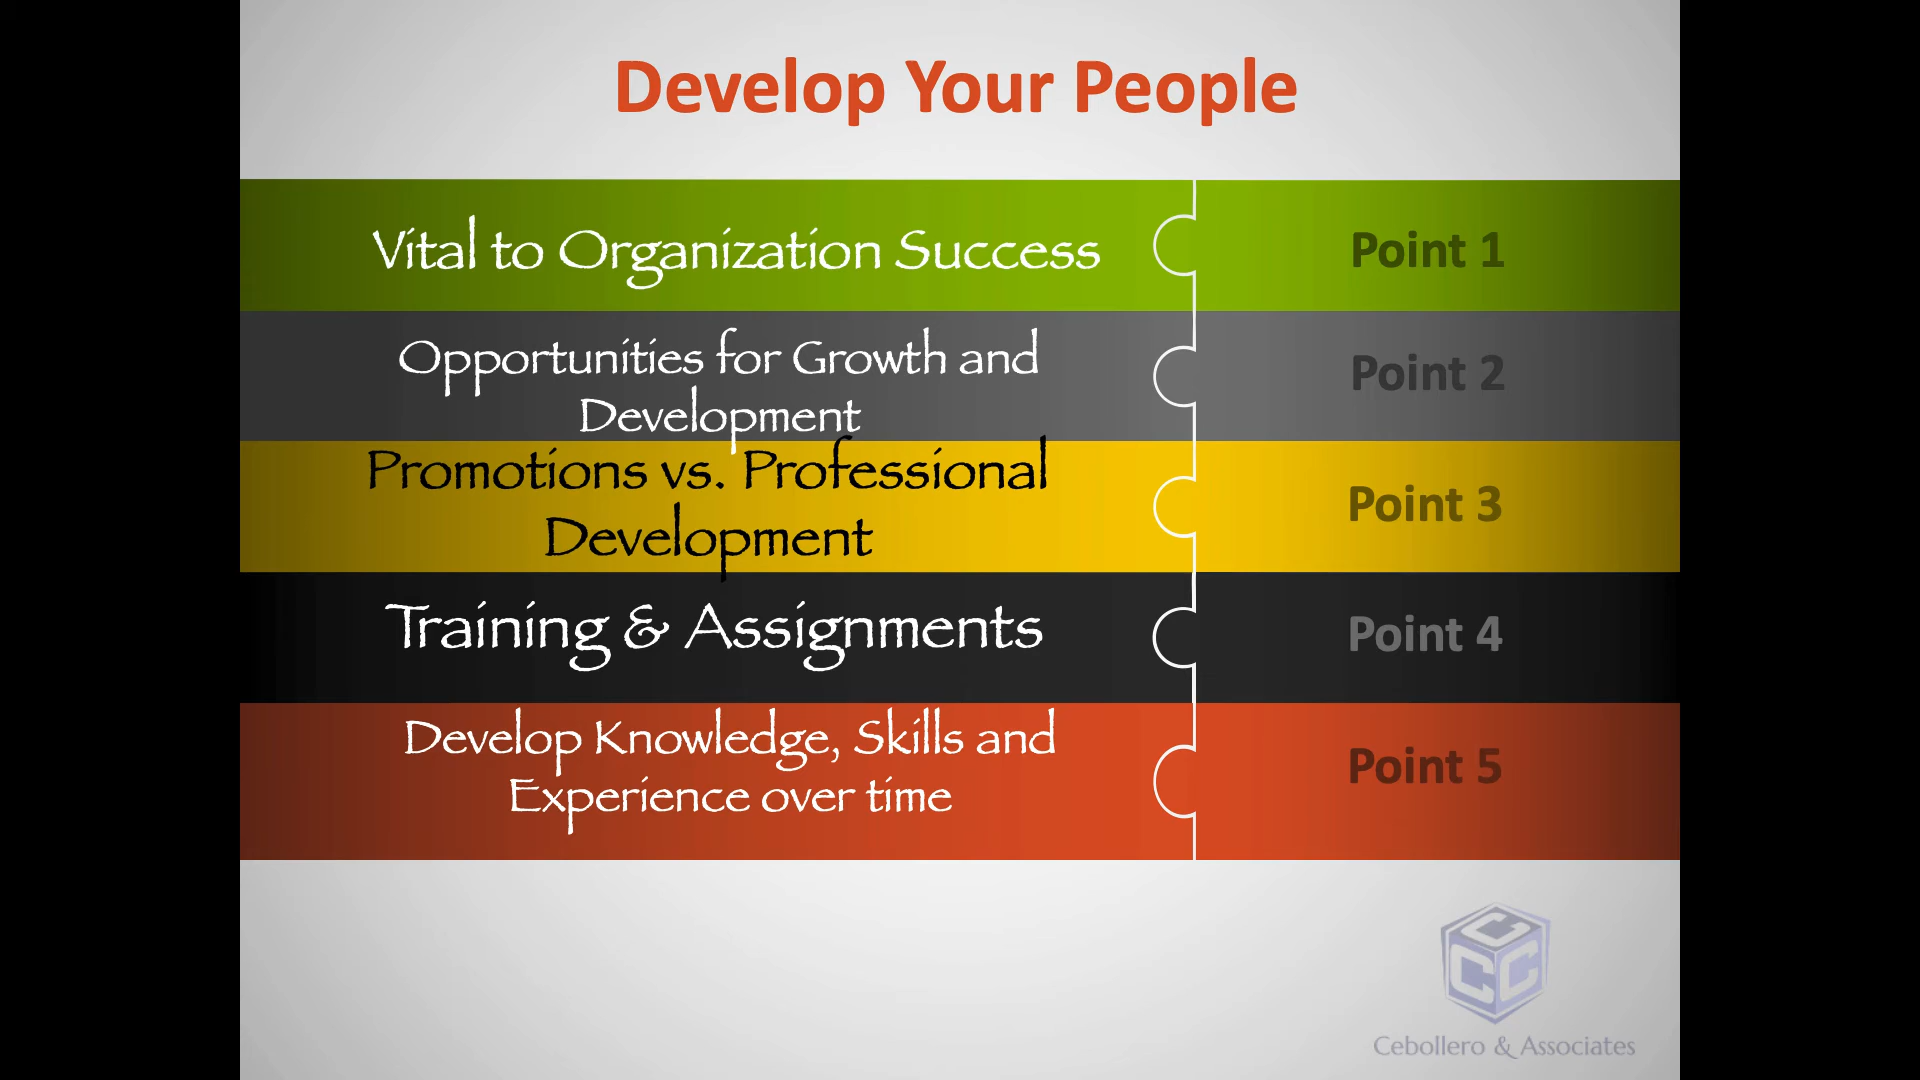 Develop Your People
Vital to Organization Success
Point 1
Opportunities for Growth and
Development
Point 2
Promotions vs. Professional
Development
Point 3
Training & Assignments
Point 4
Develop Knowledge, Skills and
Experience over time
Point 5
C
C C
Cebollero & Associates